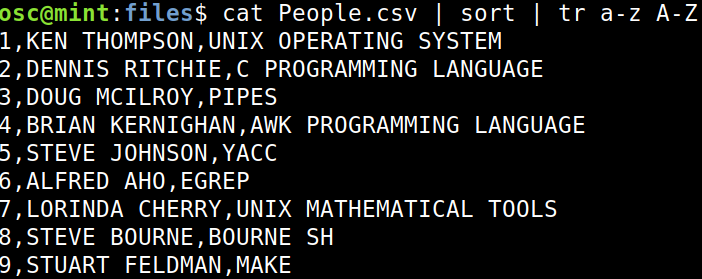 osc@mint:files$ cat People.csv | sort | tr a-z A-Z
1,KEN THOMPSON,UNIX OPERATING SYSTEM
2,DENNIS RITCHIE,C PROGRAMMING LANGUAGE
3,DOUG MCILROY,PIPES
4,BRIAN KERNIGHAN,AWK PROGRAMMING LANGUAGE
5,STEVE JOHNSON,YACC
6,ALFRED AHO,EGREP
7,LORINDA CHERRY,UNIX MATHEMATICAL TOOLS
8,STEVE BOURNE,BOURNE SH
9,STUART FELDMAN,MAKE